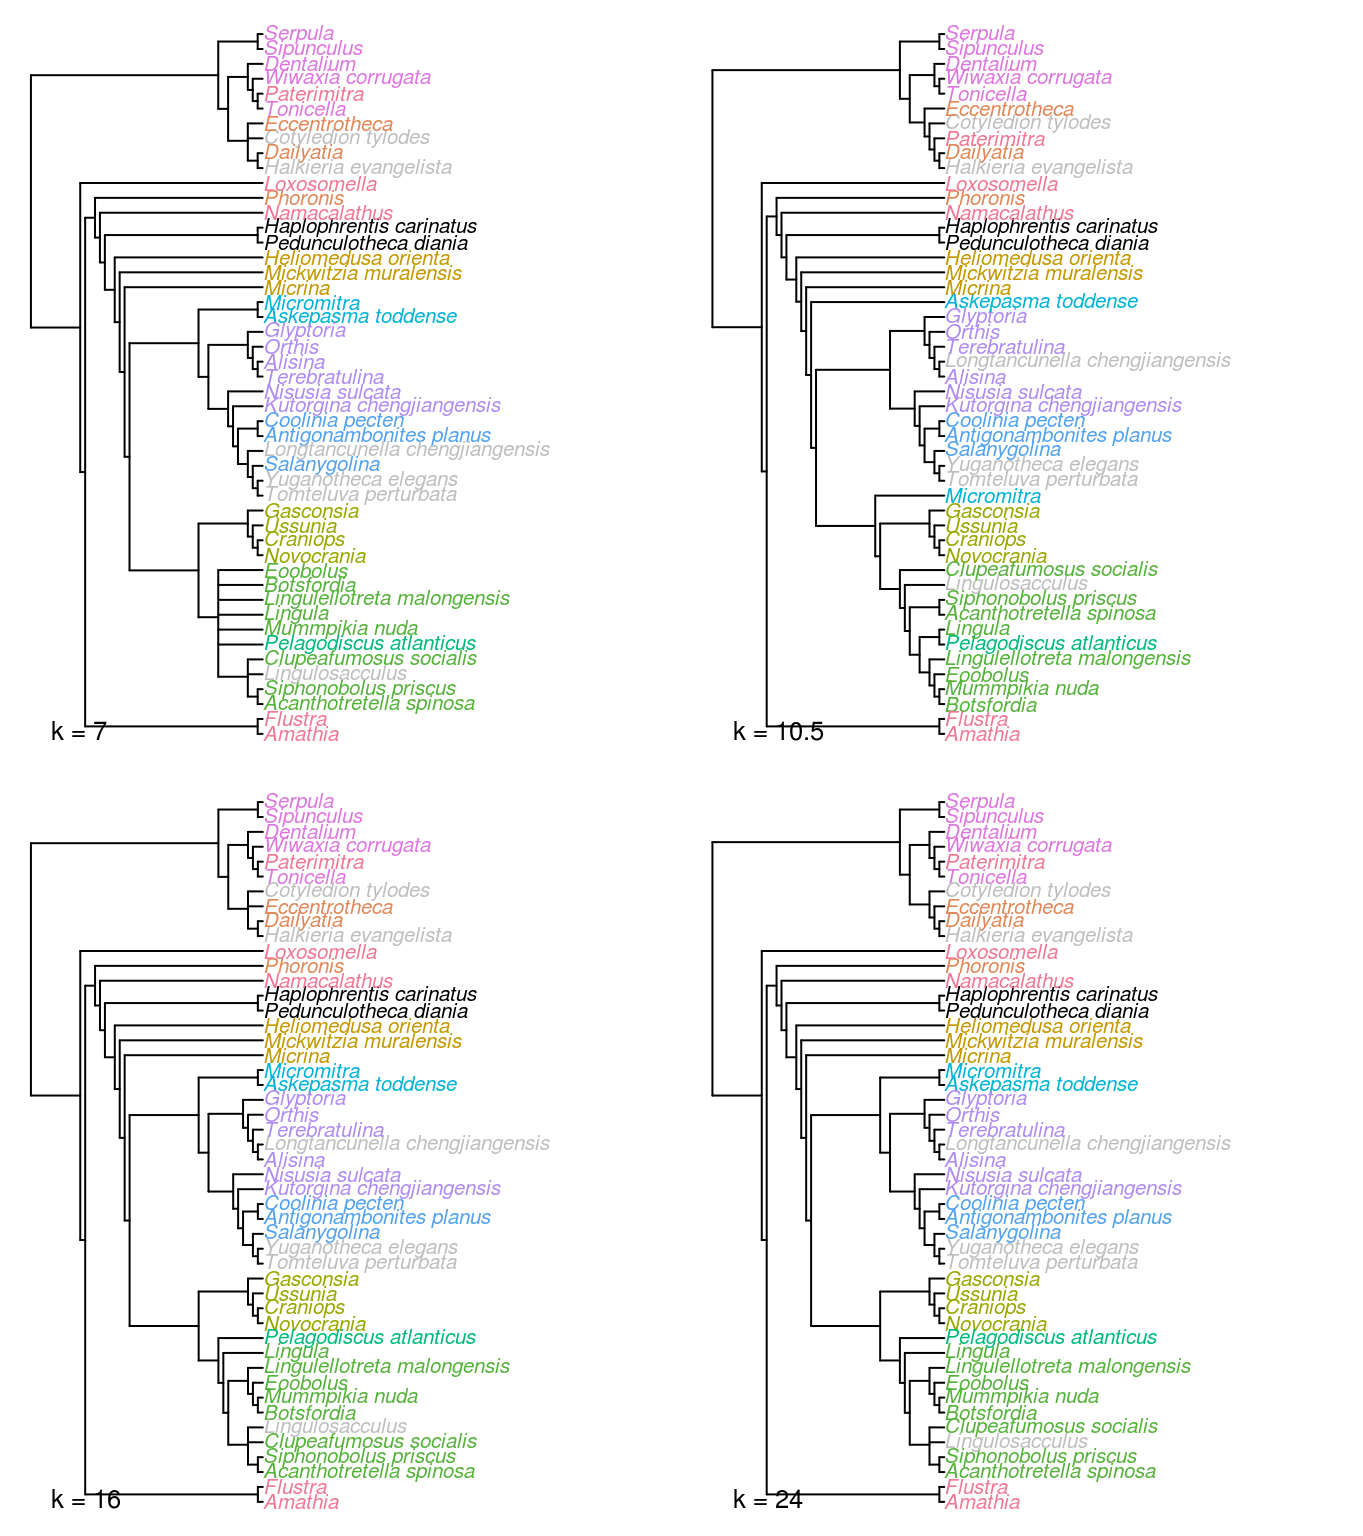 Serpula
Sipunculus
Dentalium
Wiwaxia corrugata
Paterimitra
Tonicella
Eccentrotheca
Cotyledion tylodes
Dailyatia
Halkieria evangelista
Loxosomella
Phoronis
Namacalathus
Haplophrentis carinatus
Pedunculotheca diania
Heliomedusa orienta
Mickwitzia muralensis
Micrina
Micromitra
Askepasma toddense
Glyptoria
Orthis
Alisina
Terebratulina
Nisusia sulcata
Kutorgina chengjiangensis
Coolinia pecten
Antigonambonites planus
Longtancunella chengjiangensis
Salanygolina
Yuganotheca elegans
Tomteluva perturbata
Gasconsia
Ussunia
Craniops
Novocrania
Eoobolus
Botsfordia
Lingulellotreta malongensis
Lingula
Mummpikia nuda
Pelagodiscus atlanticus
Clupeafumosus socialis
Lingulosacculus
Siphonobolus priscus
Acanthotretella spinosa
Flustra
Amathia
k = 7
Serpula
Sipunculus
Dentalium
Wiwaxia corrugata
Tonicella
Eccentrotheca
Cotyledion tylodes
Paterimitra
Dailyatia
Halkieria evangelista
Loxosomella
Phoronis
Namacalathus
Haplophrentis carinatus
Pedunculotheca diania
Heliomedusa orienta
Mickwitzia muralensis
Micrina
Askepasma toddense
Glyptoria
Orthis
Terebratulina
Longtancunella chengjiangensis
Alisina
Nisusia sulcata
Kutorgina chengjiangensis
Coolinia pecten
Antigonambonites planus
Salanygolina
Yuganotheca elegans
Tomteluva perturbata
Micromitra
Gasconsia
Ussunia
Craniops
Novocrania
Clupeafumosus socialis
Lingulosacculus
Siphonobolus priscus
Acanthotretella spinosa
Lingula
Pelagodiscus atlanticus
Lingulellotreta malongensis
Eoobolus
Mummpikia nuda
Botsfordia
Flustra
Amathia
k = 10.5
Serpula
Sipunculus
Dentalium
Wiwaxia corrugata
Paterimitra
Tonicella
Cotyledion tylodes
Eccentrotheca
Dailyatia
Halkieria evangelista
Loxosomella
Phoronis
Namacalathus
Haplophrentis carinatus
Pedunculotheca diania
Heliomedusa orienta
Mickwitzia muralensis
Micrina
Micromitra
Askepasma toddense
Glyptoria
Orthis
Terebratulina
Longtancunella chengjiangensis
Alisina
Nisusia sulcata
Kutorgina chengjiangensis
Coolinia pecten
Antigonambonites planus
Salanygolina
Yuganotheca elegans
Tomteluva perturbata
Gasconsia
Ussunia
Craniops
Novocrania
Pelagodiscus atlanticus
Lingula
Lingulellotreta malongensis
Eoobolus
Mummpikia nuda
Botsfordia
Lingulosacculus
Clupeafumosus socialis
Siphonobolus priscus
Acanthotretella spinosa
Flustra
Amathia
k = 16
Serpula
Sipunculus
Dentalium
Wiwaxia corrugata
Paterimitra
Tonicella
Cotyledion tylodes
Eccentrotheca
Dailyatia
Halkieria evangelista
Loxosomella
Phoronis
Namacalathus
Haplophrentis carinatus
Pedunculotheca diania
Heliomedusa orienta
Mickwitzia muralensis
Micrina
Micromitra
Askepasma toddense
Glyptoria
Orthis
Terebratulina
Longtancunella chengjiangensis
Alisina
Nisusia sulcata
Kutorgina chengjiangensis
Coolinia pecten
Antigonambonites planus
Salanygolina
Yuganotheca elegans
Tomteluva perturbata
Gasconsia
Ussunia
Craniops
Novocrania
Pelagodiscus atlanticus
Lingula
Lingulellotreta malongensis
Eoobolus
Mummpikia nuda
Botsfordia
Clupeafumosus socialis
Lingulosacculus
Siphonobolus priscus
Acanthotretella spinosa
Flustra
Amathia
k = 24